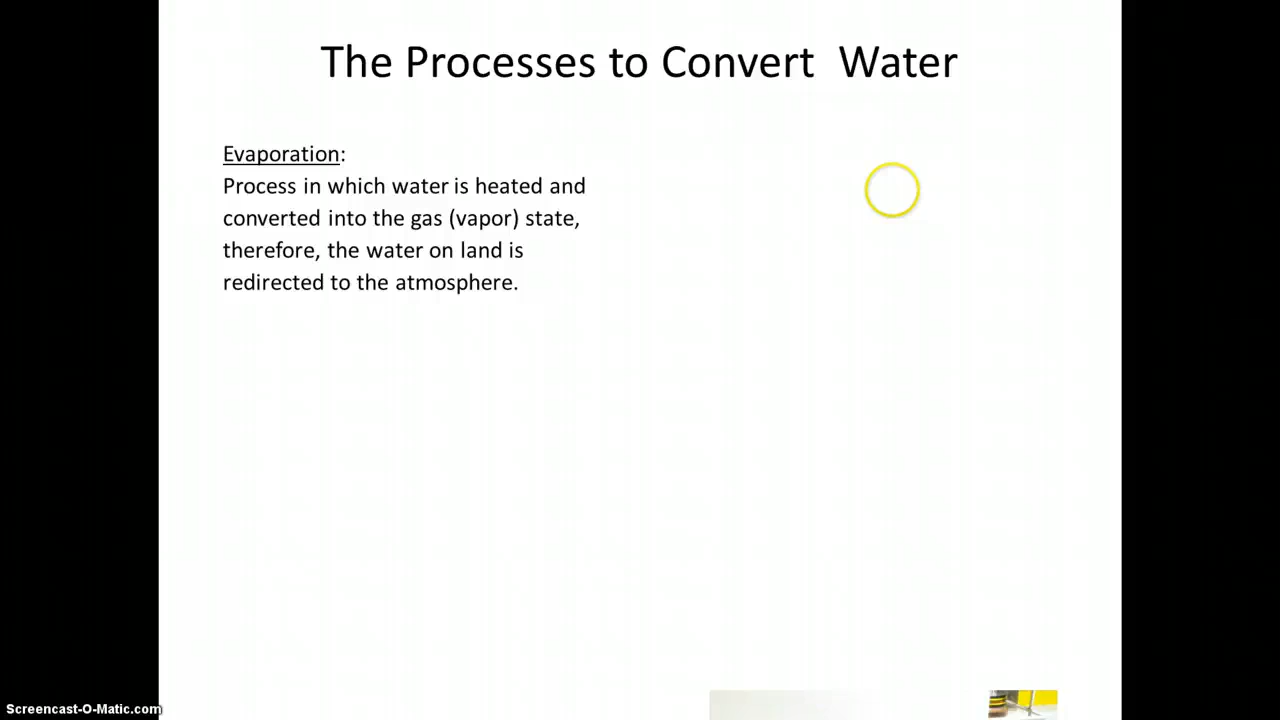 The Processes to Convert  Water
Evaporation:
Process in which water is heated and
converted into the gas (vapor) state,
therefore, the water on land is
redirected to the atmosphere.
Screencast-O-Matic.com